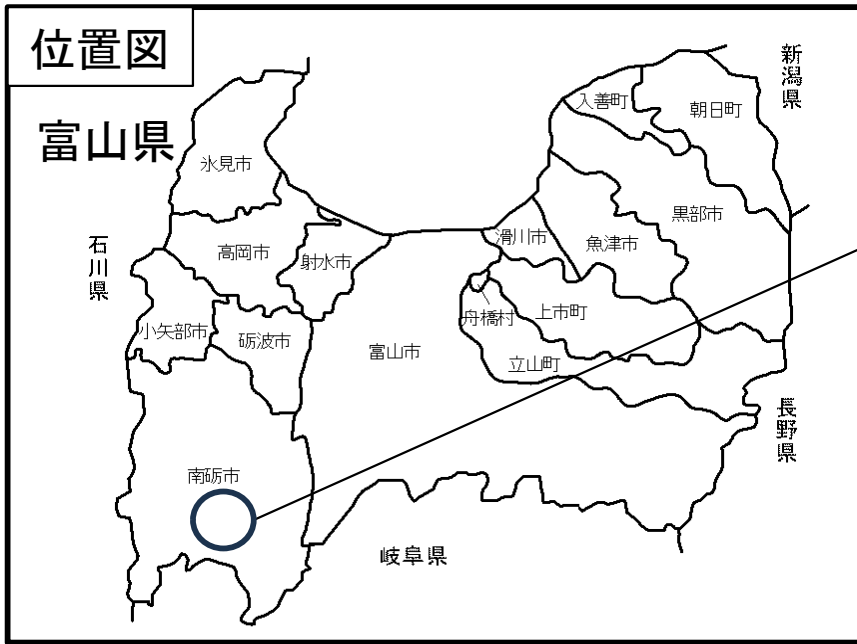 位置図
富山県
新潟県
入善町
朝日町
氷見市
黒部市
石川県
高岡市
射水市
滑川市
魚津市
小矢部市
砺波市
舟橋村
上市町
富山市
立山町
長野県
南砺市
岐阜県